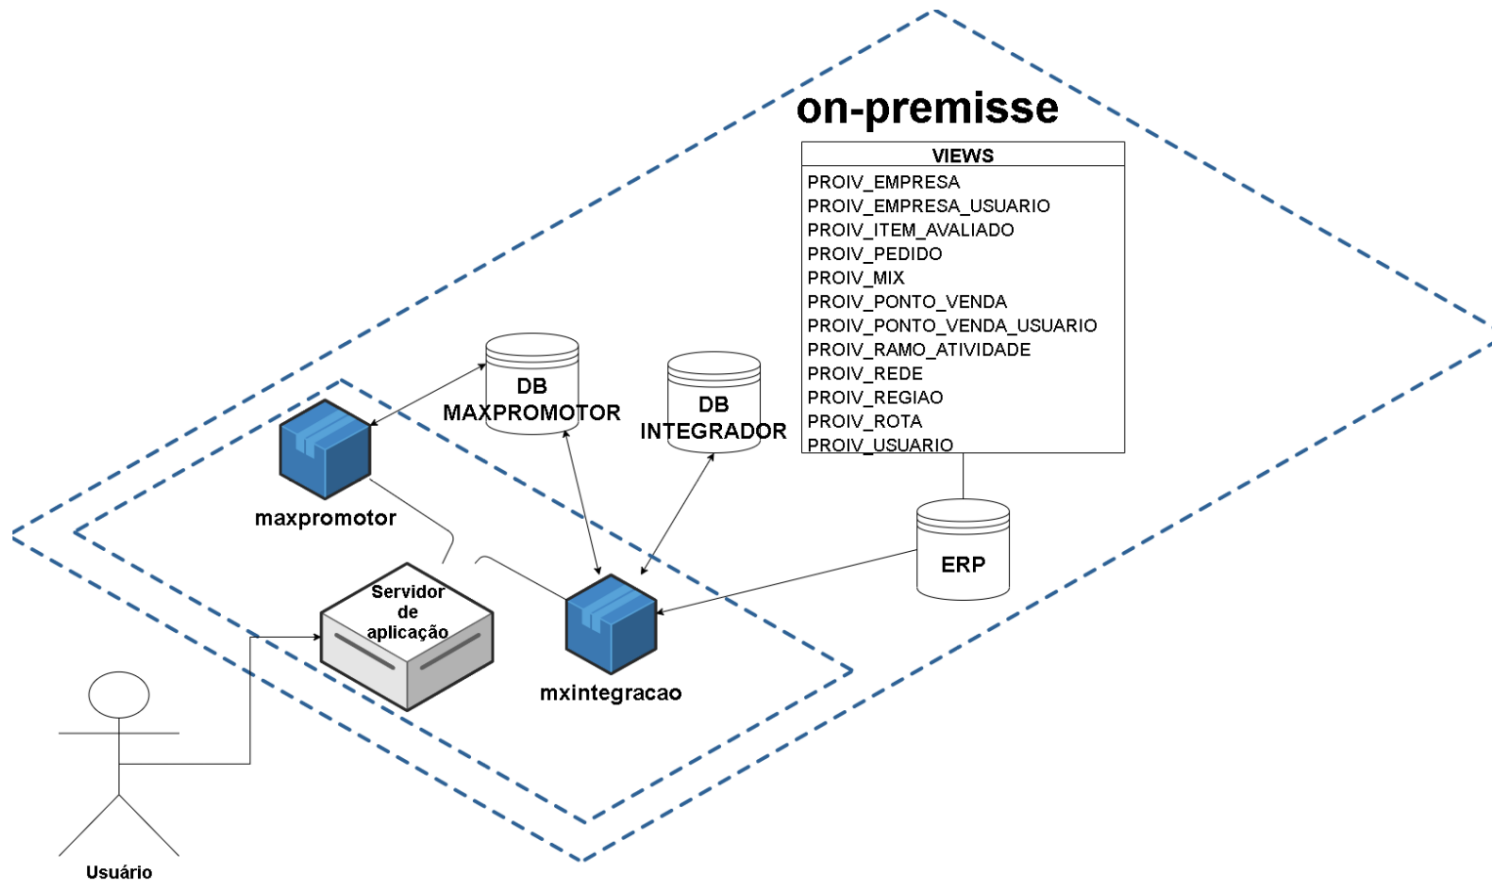 on-premisse
VIEWS
PROIV_EMPRESA
PROIV_EMPRESA_USUARIO
PROIV_ITEM_AVALIADO
PROIV_PEDIDO
PROIV_MIX
PROIV_PONTO_VENDA
PROIV_PONTO_VENDA_USUARIO
PROIV_RAMO_ATIVIDADE
PROIV_REDE
PROIV_REGIAO
PROIV_ROTA
PROIV_USUARIO
DB
MAXPROMOTOR
DB
INTEGRADOR
maxpromotor
ERP
Servidor
de
aplicação
mxintegracao
Usuário